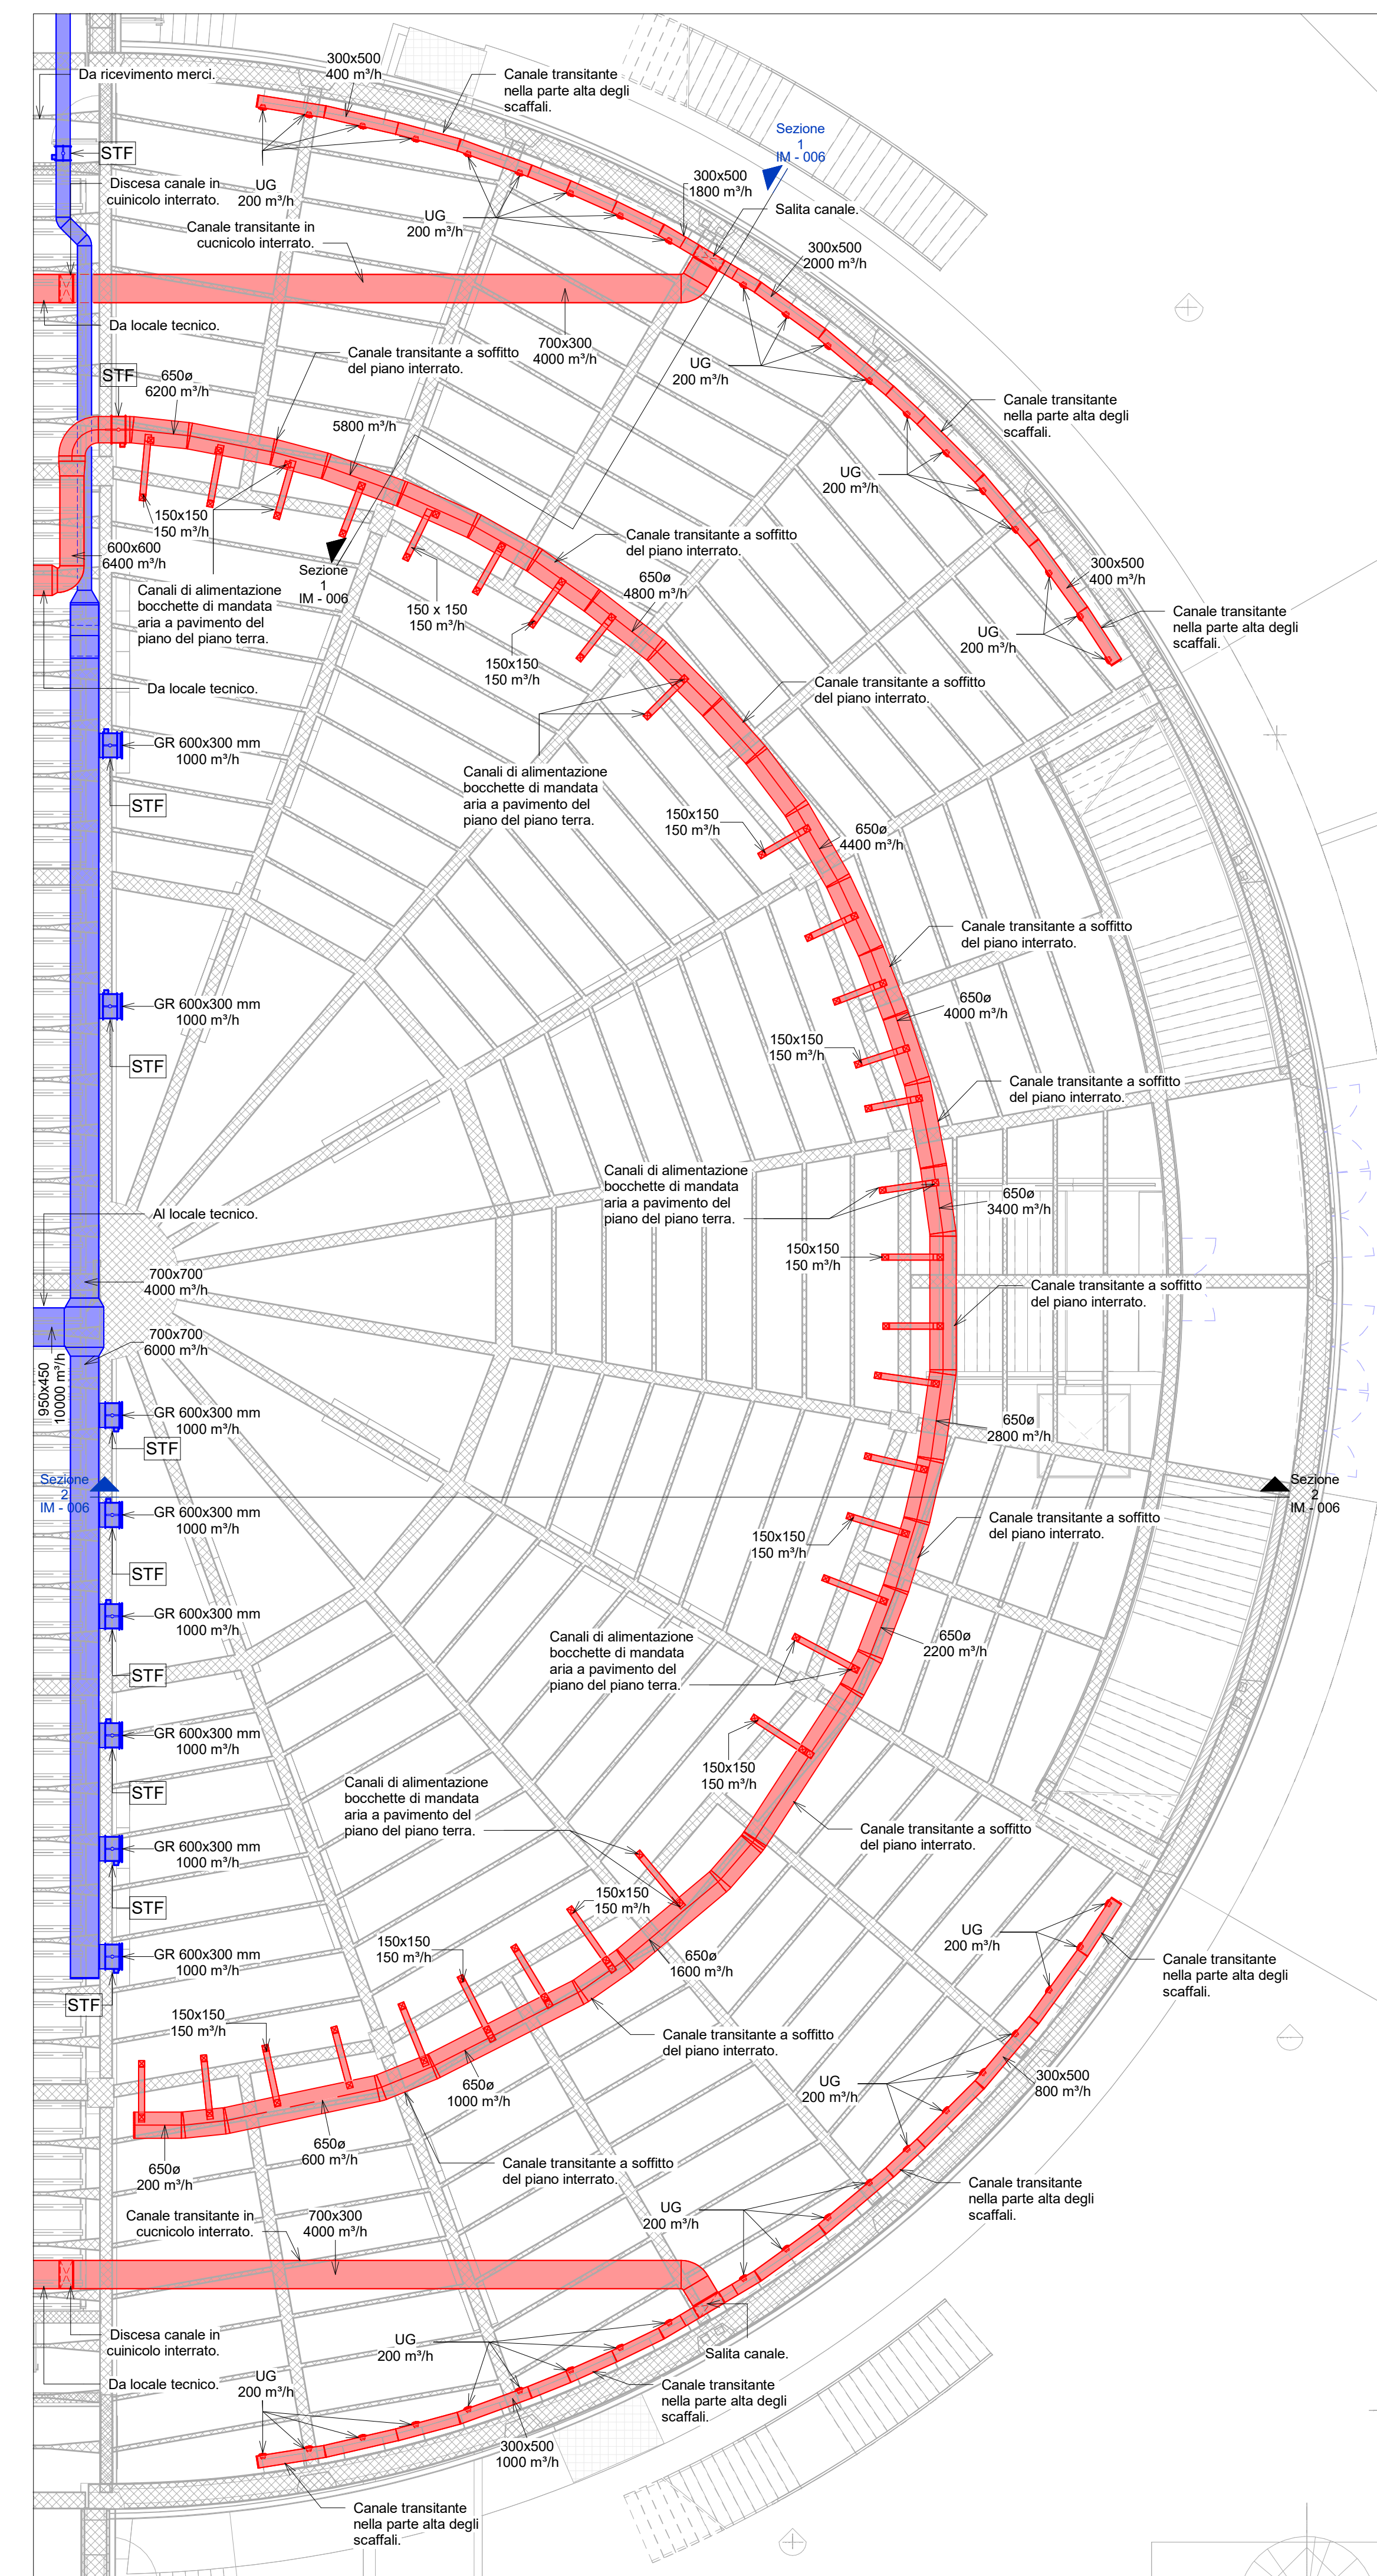 300x500
400 m³/h
Da ricevimento merci.
Canale transitante
nella parte alta degli
scaffali.
Sezione
1
IM - 006
STF
Discesa canale in
cuinicolo interrato.
UG
200 m³/h
300x500
1800 m³/h
Salita canale.
UG
200 m³/h
Canale transitante in
cucnicolo interrato.
300x500
2000 m³/h
Da locale tecnico.
700x300
4000 m³/h
Canale transitante a soffitto
del piano interrato.
UG
200 m³/h
STF
650ø
6200 m³/h
Canale transitante
nella parte alta degli
scaffali.
5800 m³/h
UG
200 m³/h
150x150
150 m³/h
Canale transitante a soffitto
del piano interrato.
600x600
6400 m³/h
300x500
400 m³/h
Sezione
1
IM - 006
650ø
4800 m³/h
Canali di alimentazione
bocchette di mandata
aria a pavimento del
piano del piano terra.
150 x 150
150 m³/h
Canale transitante
nella parte alta degli
scaffali.
UG
200 m³/h
150x150
150 m³/h
Da locale tecnico.
Canale transitante a soffitto
del piano interrato.
GR 600x300 mm
1000 m³/h
Canali di alimentazione
bocchette di mandata
aria a pavimento del
piano del piano terra.
STF
150x150
150 m³/h
650ø
4400 m³/h
Canale transitante a soffitto
del piano interrato.
GR 600x300 mm
1000 m³/h
650ø
4000 m³/h
STF
150x150
150 m³/h
Canale transitante a soffitto
del piano interrato.
Canali di alimentazione
bocchette di mandata
aria a pavimento del
piano del piano terra.
650ø
3400 m³/h
Al locale tecnico.
150x150
150 m³/h
700x700
4000 m³/h
Canale transitante a soffitto
del piano interrato.
700x700
6000 m³/h
950x450
10000 m³/h
GR 600x300 mm
1000 m³/h
STF
650ø
2800 m³/h
Sezione
2
IM - 006
Sezione
2
IM - 006
GR 600x300 mm
1000 m³/h
Canale transitante a soffitto
del piano interrato.
150x150
150 m³/h
STF
GR 600x300 mm
1000 m³/h
650ø
2200 m³/h
Canali di alimentazione
bocchette di mandata
aria a pavimento del
piano del piano terra.
STF
GR 600x300 mm
1000 m³/h
150x150
150 m³/h
STF
Canali di alimentazione
bocchette di mandata
aria a pavimento del
piano del piano terra.
Canale transitante a soffitto
del piano interrato.
GR 600x300 mm
1000 m³/h
STF
150x150
150 m³/h
UG
200 m³/h
150x150
150 m³/h
GR 600x300 mm
1000 m³/h
650ø
1600 m³/h
Canale transitante
nella parte alta degli
scaffali.
STF
150x150
150 m³/h
Canale transitante a soffitto
del piano interrato.
650ø
1000 m³/h
UG
200 m³/h
300x500
800 m³/h
650ø
600 m³/h
650ø
200 m³/h
Canale transitante a soffitto
del piano interrato.
Canale transitante
nella parte alta degli
scaffali.
UG
200 m³/h
Canale transitante in
cucnicolo interrato.
700x300
4000 m³/h
Discesa canale in
cuinicolo interrato.
UG
200 m³/h
Salita canale.
Da locale tecnico.
UG
200 m³/h
Canale transitante
nella parte alta degli
scaffali.
300x500
1000 m³/h
Canale transitante
nella parte alta degli
scaffali.